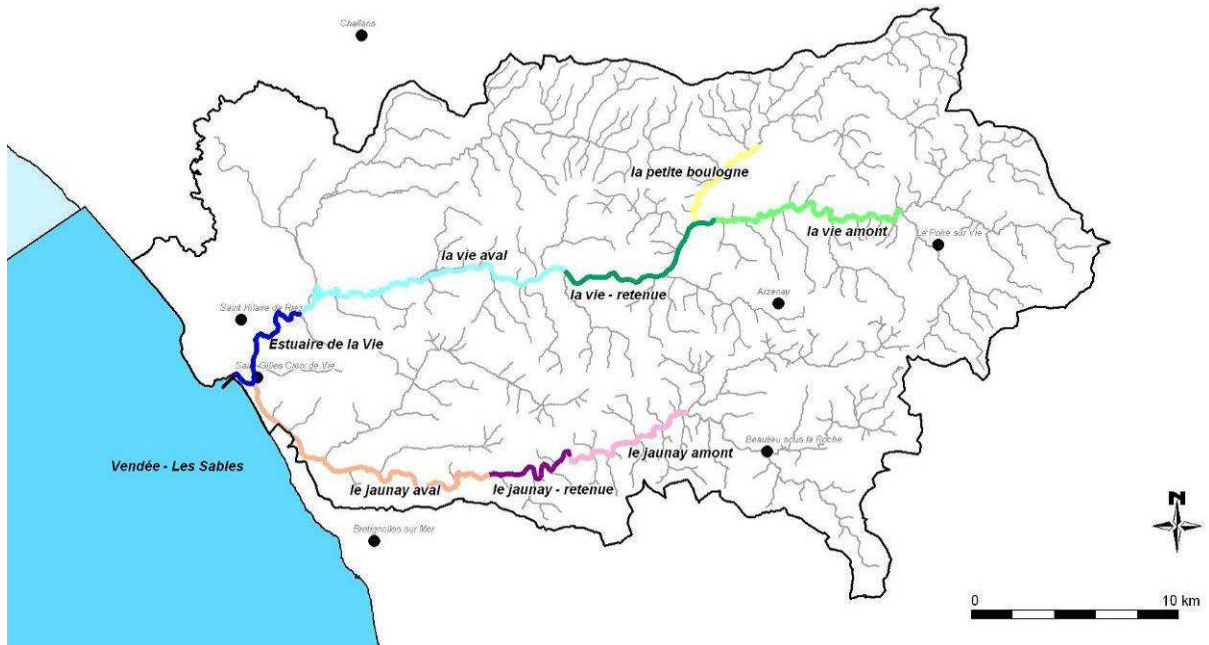 Challans
la petite boulogne
la vie amont
Le Poire sur Vie
la vie aval
la vie - retenue
Aizenay
Saint Hilaire de Riez
Estuaire de la Vie
Saint Gilles Croix de Vie
Beaulieu sous la Roche
le jaunay amont
Vendée - Les Sables
le jaunay aval
le jaunay - retenue
Bretignolles sur Mer
N
0 10 km